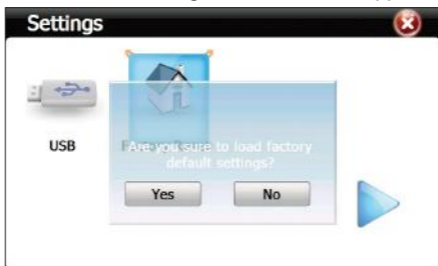 Settings
USB
Are you sure to load factory
default settings?
Yes
No